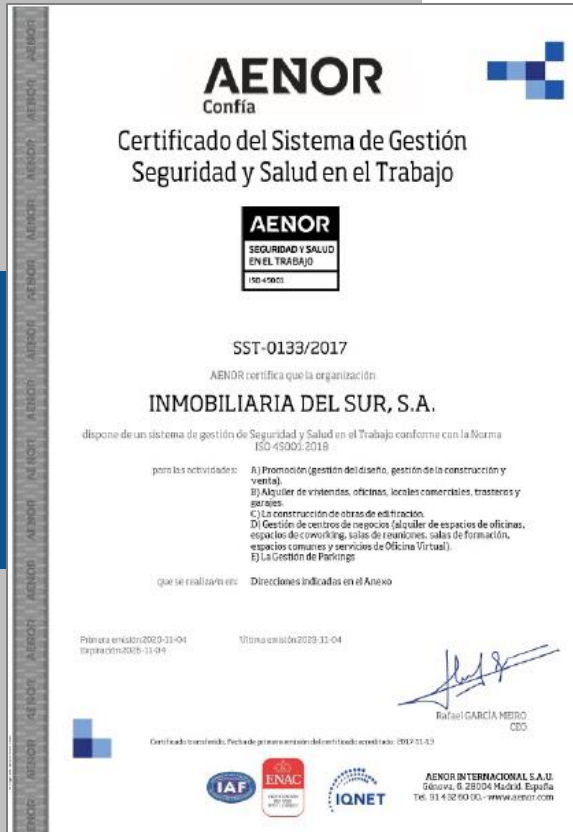 AENOR
Confía
Certificado del Sistema de Gestión
Seguridad y Salud en el Trabajo
AENOR
SEGURIDAD Y SALUD
EN EL TRABAJO
ISO 45001
SST-0133/2017
AENOR certifica que la organización
INMOBILIARIA DEL SUR, S.A.
dispone de un sistema de gestión de Seguridad y Salud en el Trabajo conforme con la Norma
ISO 45001:2018
para las actividades: A) Promoción (gestión del diseño, gestión de la construcción y
venta).
B) Alquiler de viviendas, oficinas, locales comerciales, trasteros y
garajes.
C) La construcción de obras de edificación.
D) Gestión de centros de negocios (alquiler de espacios de oficinas,
espacios de coworking, salas de reuniones, salas de formación,
espacios comunes y servicios de Oficina Virtual).
E) La Gestión de Parkings
que se realiza/n en: Direcciones indicadas en el Anexo
Primera emisión: 2020-11-04 Última emisión: 2023-11-04
Expiración: 2026-11-04
Rafael GARCÍA MEIRO
CEO
Certificado transferido. Fecha de primera emisión del certificado acreditado: 2017-11-13
IAF
ENAC
IQNET
AENOR INTERNACIONAL S.A.U.
Génova, 6. 28004 Madrid. España
Tel. 91 432 60 00.- www.aenor.com